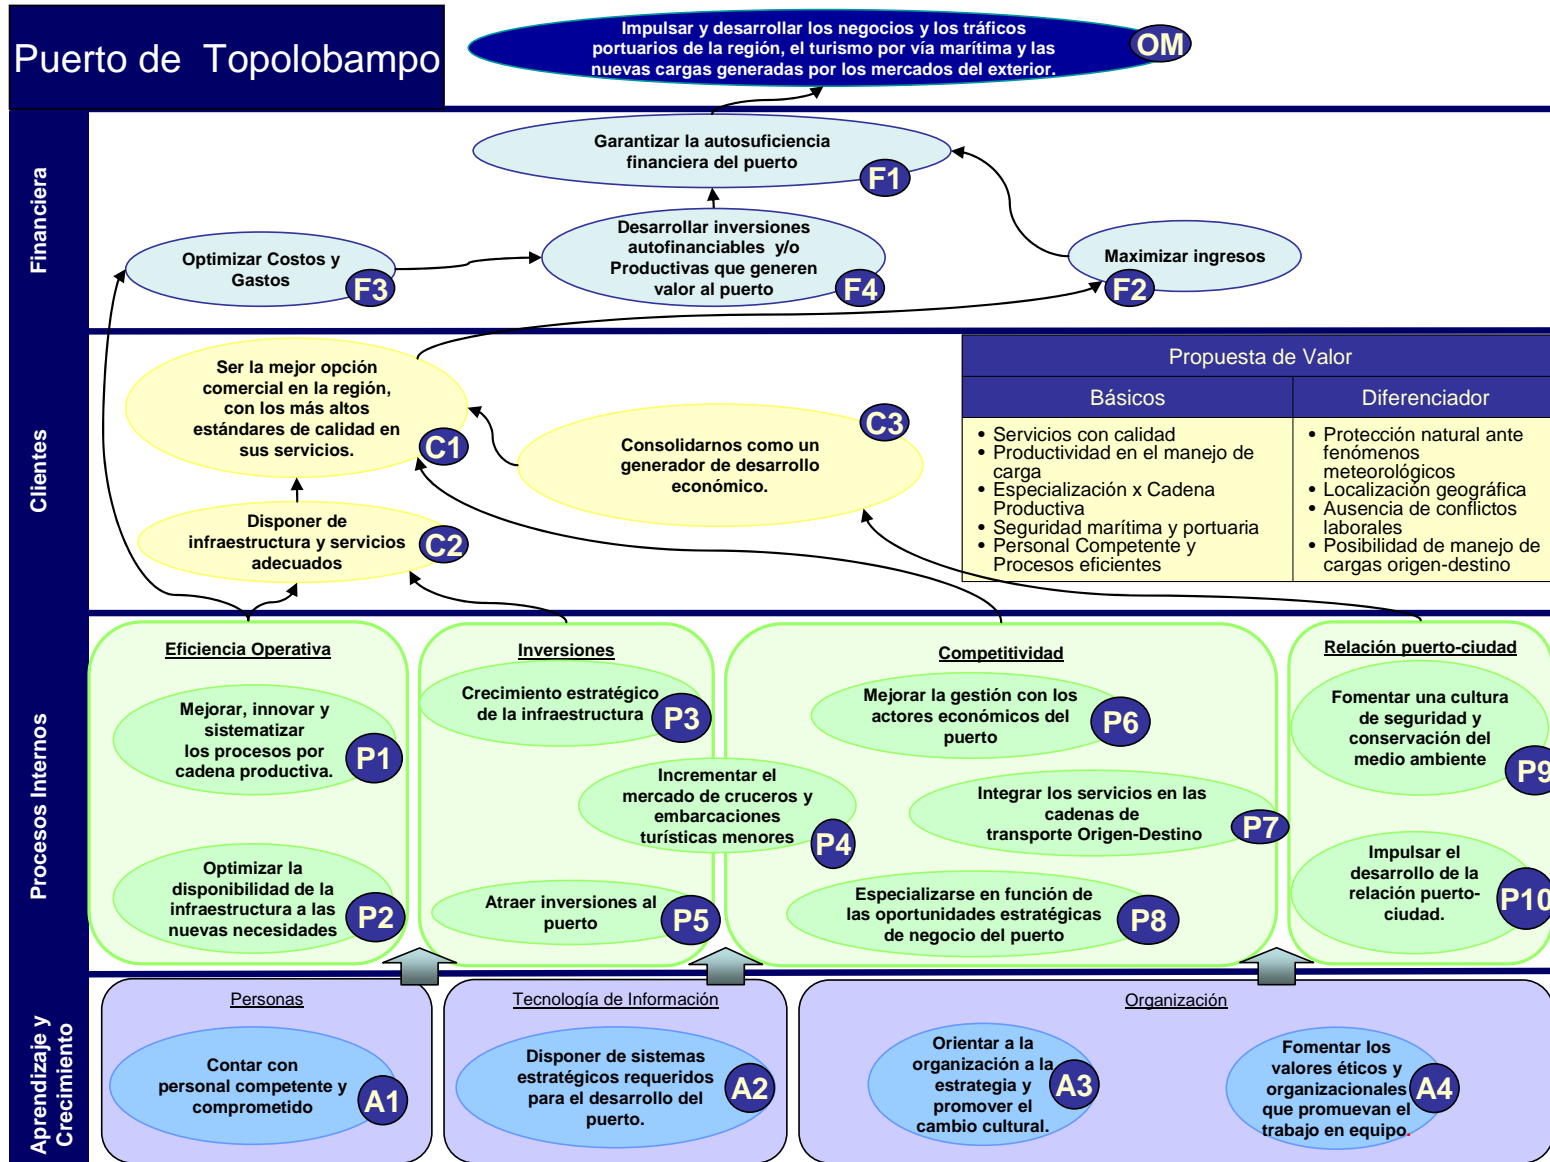 Puerto de Topolobampo
Impulsar y desarrollar los negocios y los tráficos
portuarios de la región, el turismo por vía marítima y las
nuevas cargas generadas por los mercados del exterior.
OM
Financiera
Garantizar la autosuficiencia
financiera del puerto
F1
Optimizar Costos y
Gastos
F3
Desarrollar inversiones
autofinanciables y/o
Productivas que generen
valor al puerto
F4
Maximizar ingresos
F2
Clientes
Ser la mejor opción
comercial en la región,
con los más altos
estándares de calidad en
sus servicios.
C1
Consolidarnos como un
generador de desarrollo
económico.
C3
Disponer de
infraestructura y servicios
adecuados
C2
Propuesta de Valor
Básicos
• Servicios con calidad
• Productividad en el manejo de
carga
• Especialización x Cadena
Productiva
• Seguridad marítima y portuaria
• Personal Competente y
Procesos eficientes
Diferenciador
• Protección natural ante
fenómenos
meteorológicos
• Localización geográfica
• Ausencia de conflictos
laborales
• Posibilidad de manejo de
cargas origen-destino
Procesos Internos
Eficiencia Operativa
Mejorar, innovar y
sistematizar
los procesos por
cadena productiva.
P1
Optimizar la
disponibilidad de la
infraestructura a las
nuevas necesidades
P2
Inversiones
Crecimiento estratégico
de la infraestructura
P3
Incrementar el
mercado de cruceros y
embarcaciones
turísticas menores
P4
Atraer inversiones al
puerto
P5
Competitividad
Mejorar la gestión con los
actores económicos del
puerto
P6
Integrar los servicios en las
cadenas de
transporte Origen-Destino
P7
Especializarse en función de
las oportunidades estratégicas
de negocio del puerto
P8
Relación puerto-ciudad
Fomentar una cultura
de seguridad y
conservación del
medio ambiente
P9
Impulsar el
desarrollo de la
relación puerto-
ciudad.
P10
Aprendizaje y
Crecimiento
Personas
Contar con
personal competente y
comprometido
A1
Tecnología de Información
Disponer de sistemas
estratégicos requeridos
para el desarrollo del
puerto.
A2
Organización
Orientar a la
organización a la
estrategia y
promover el
cambio cultural.
A3
Fomentar los
valores éticos y
organizacionales
que promuevan el
trabajo en equipo.
A4